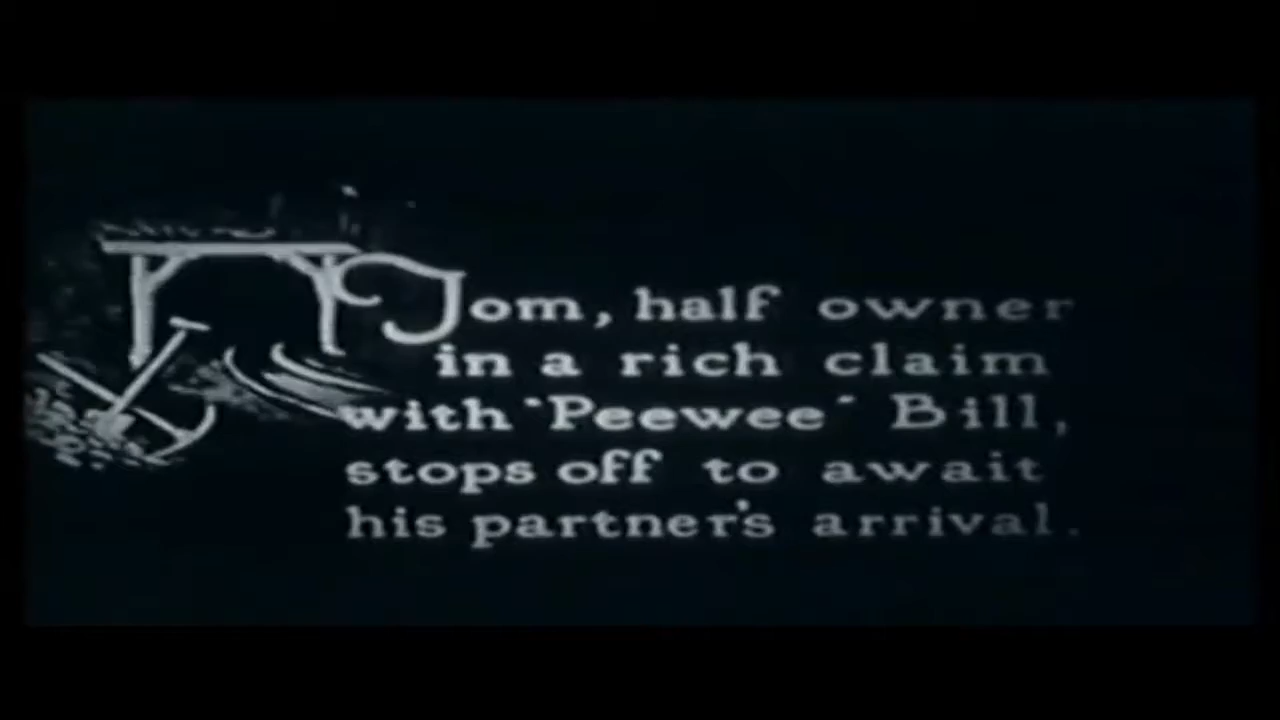 Tom, half owner
in a rich claim
with "Peewee" Bill,
stops off to await
his partner's arrival.